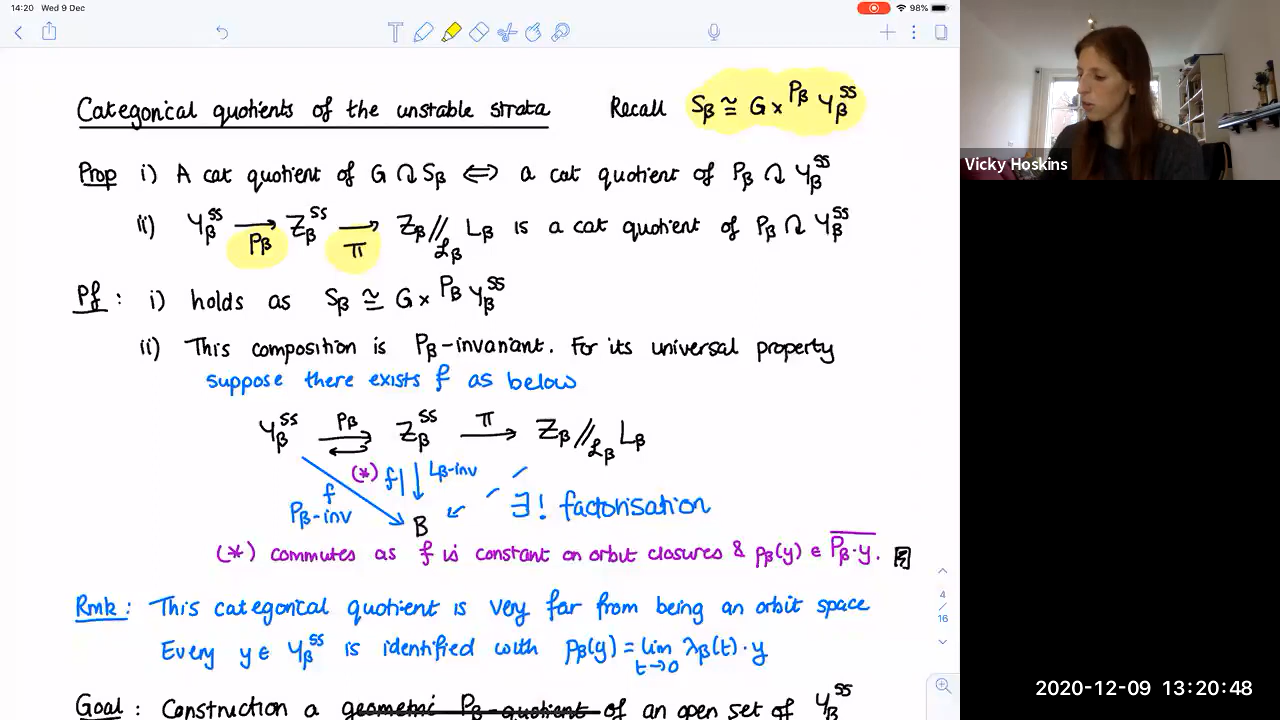 14:20 Wed 9 Dec
98%
Categorical quotients of the unstable strata Recall Sβ ≅ G ×^Pβ Yβ^ss
Prop i) A cat quotient of G ↷ Sβ ⟺ a cat quotient of Pβ ↷ Yβ^ss
ii) Yβ^ss →_pβ Zβ^ss →_π Zβ //_ℒβ Lβ is a cat quotient of Pβ ↷ Yβ^ss
Pf : i) holds as Sβ ≅ G ×^Pβ Yβ^ss
ii) This composition is Pβ-invariant. For its universal property
suppose there exists f as below
Yβ^ss ⇄^pβ Zβ^ss →^π Zβ //_ℒβ Lβ
(*) f| Lβ-inv
f
Pβ-inv
∃! factorisation
B
(*) commutes as f is constant on orbit closures & pβ(y) ∈ \overline{Pβ·y}.
Rmk : This categorical quotient is very far from being an orbit space
Every y ∈ Yβ^ss is identified with pβ(y) = lim_{t→0} λβ(t)·y
Goal : Construction a geometric Pβ-quotient of an open set of Yβ^ss
4
/
16
Vicky Hoskins
2020-12-09 13:20:48